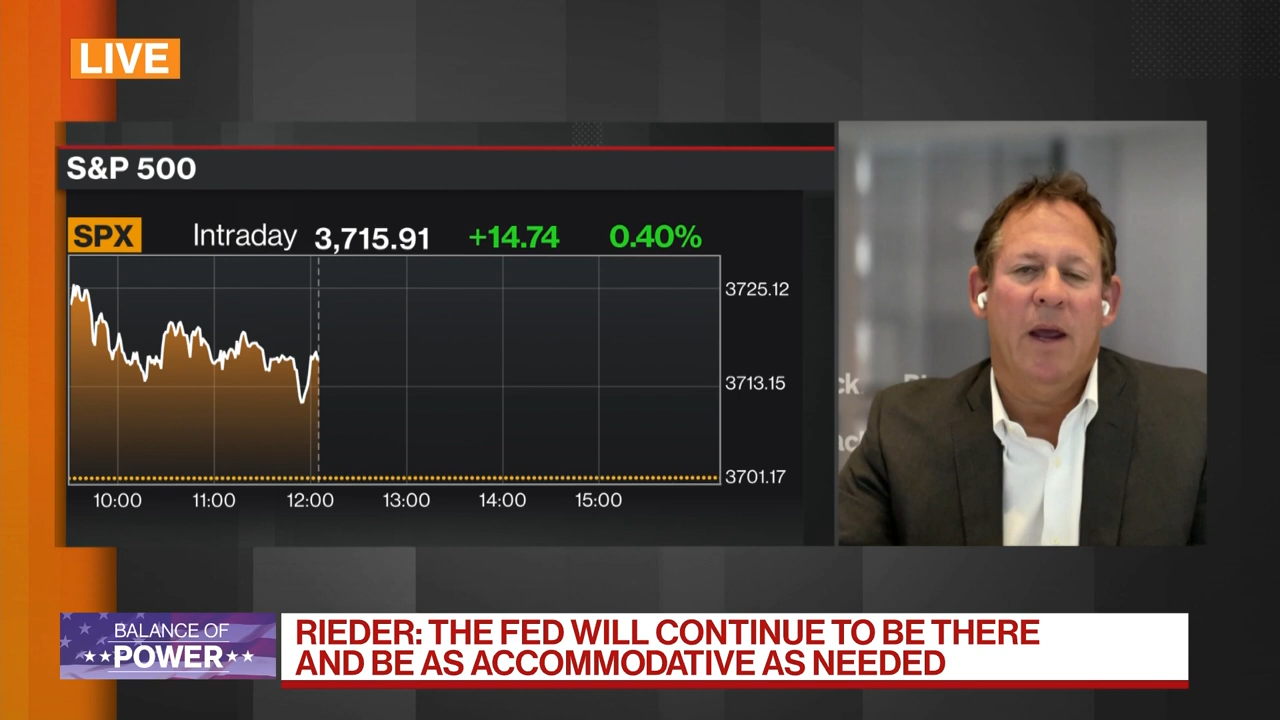 LIVE
S&P 500
SPX Intraday 3,715.91 +14.74 0.40%
3725.12
3713.15
3701.17
10:00 11:00 12:00 13:00 14:00 15:00
ck
BALANCE OF
POWER
RIEDER: THE FED WILL CONTINUE TO BE THERE
AND BE AS ACCOMMODATIVE AS NEEDED